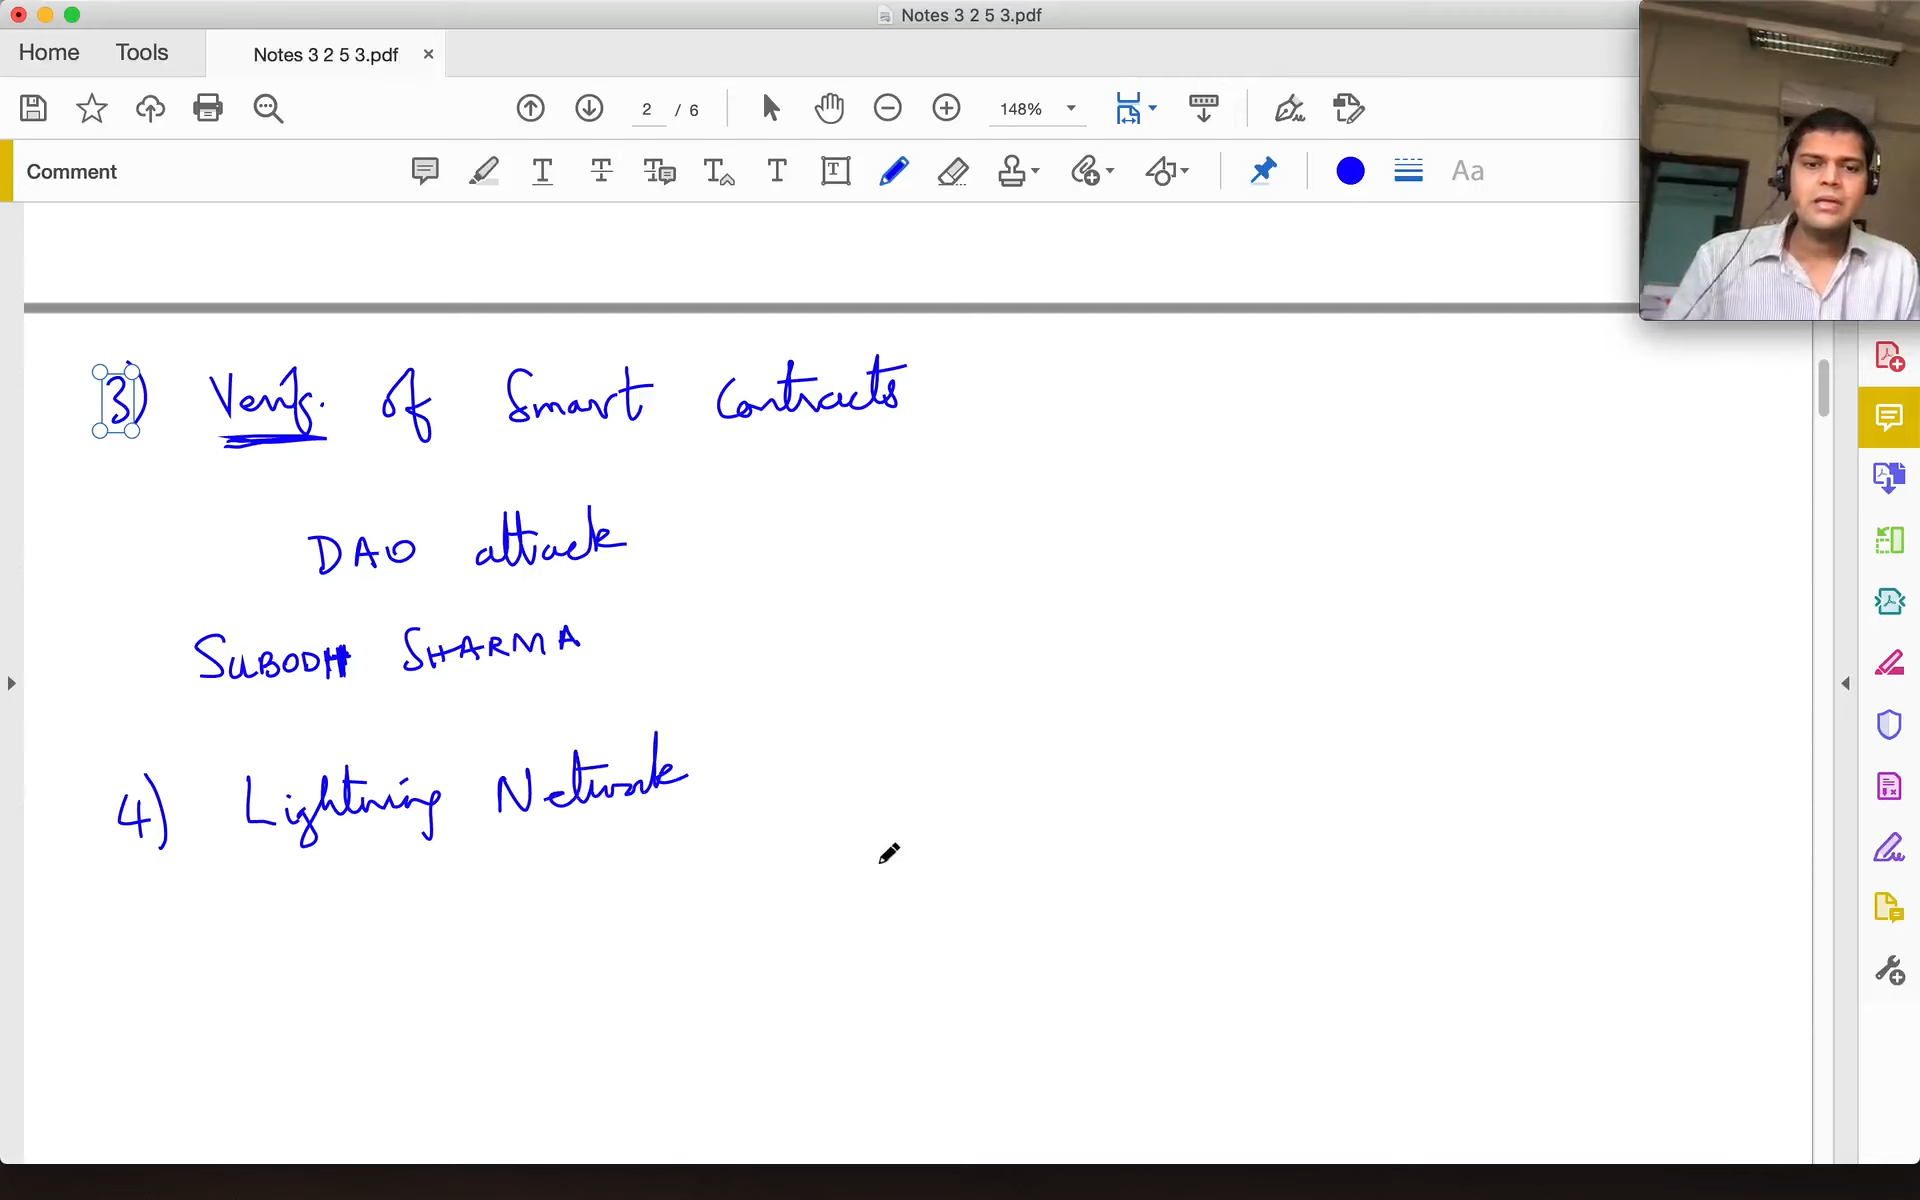 Notes 3 2 5 3.pdf
Home Tools Notes 3 2 5 3.pdf ×
2 / 6 148%
Comment T T T T T T Aa
3) Verif. of Smart Contracts
DAO attack
SUBODH SHARMA
4) Lightning Network